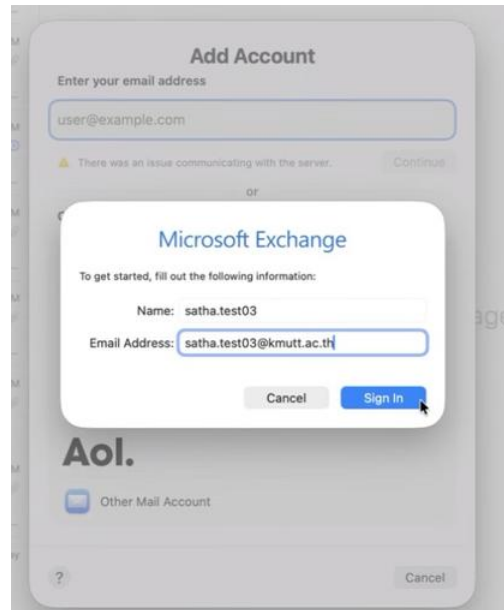 Add Account
Enter your email address
user@example.com
There was an issue communicating with the server.
Continue
or
Microsoft Exchange
To get started, fill out the following information:
Name: satha.test03
Email Address: satha.test03@kmutt.ac.th
Cancel
Sign In
Aol.
Other Mail Account
?
Cancel